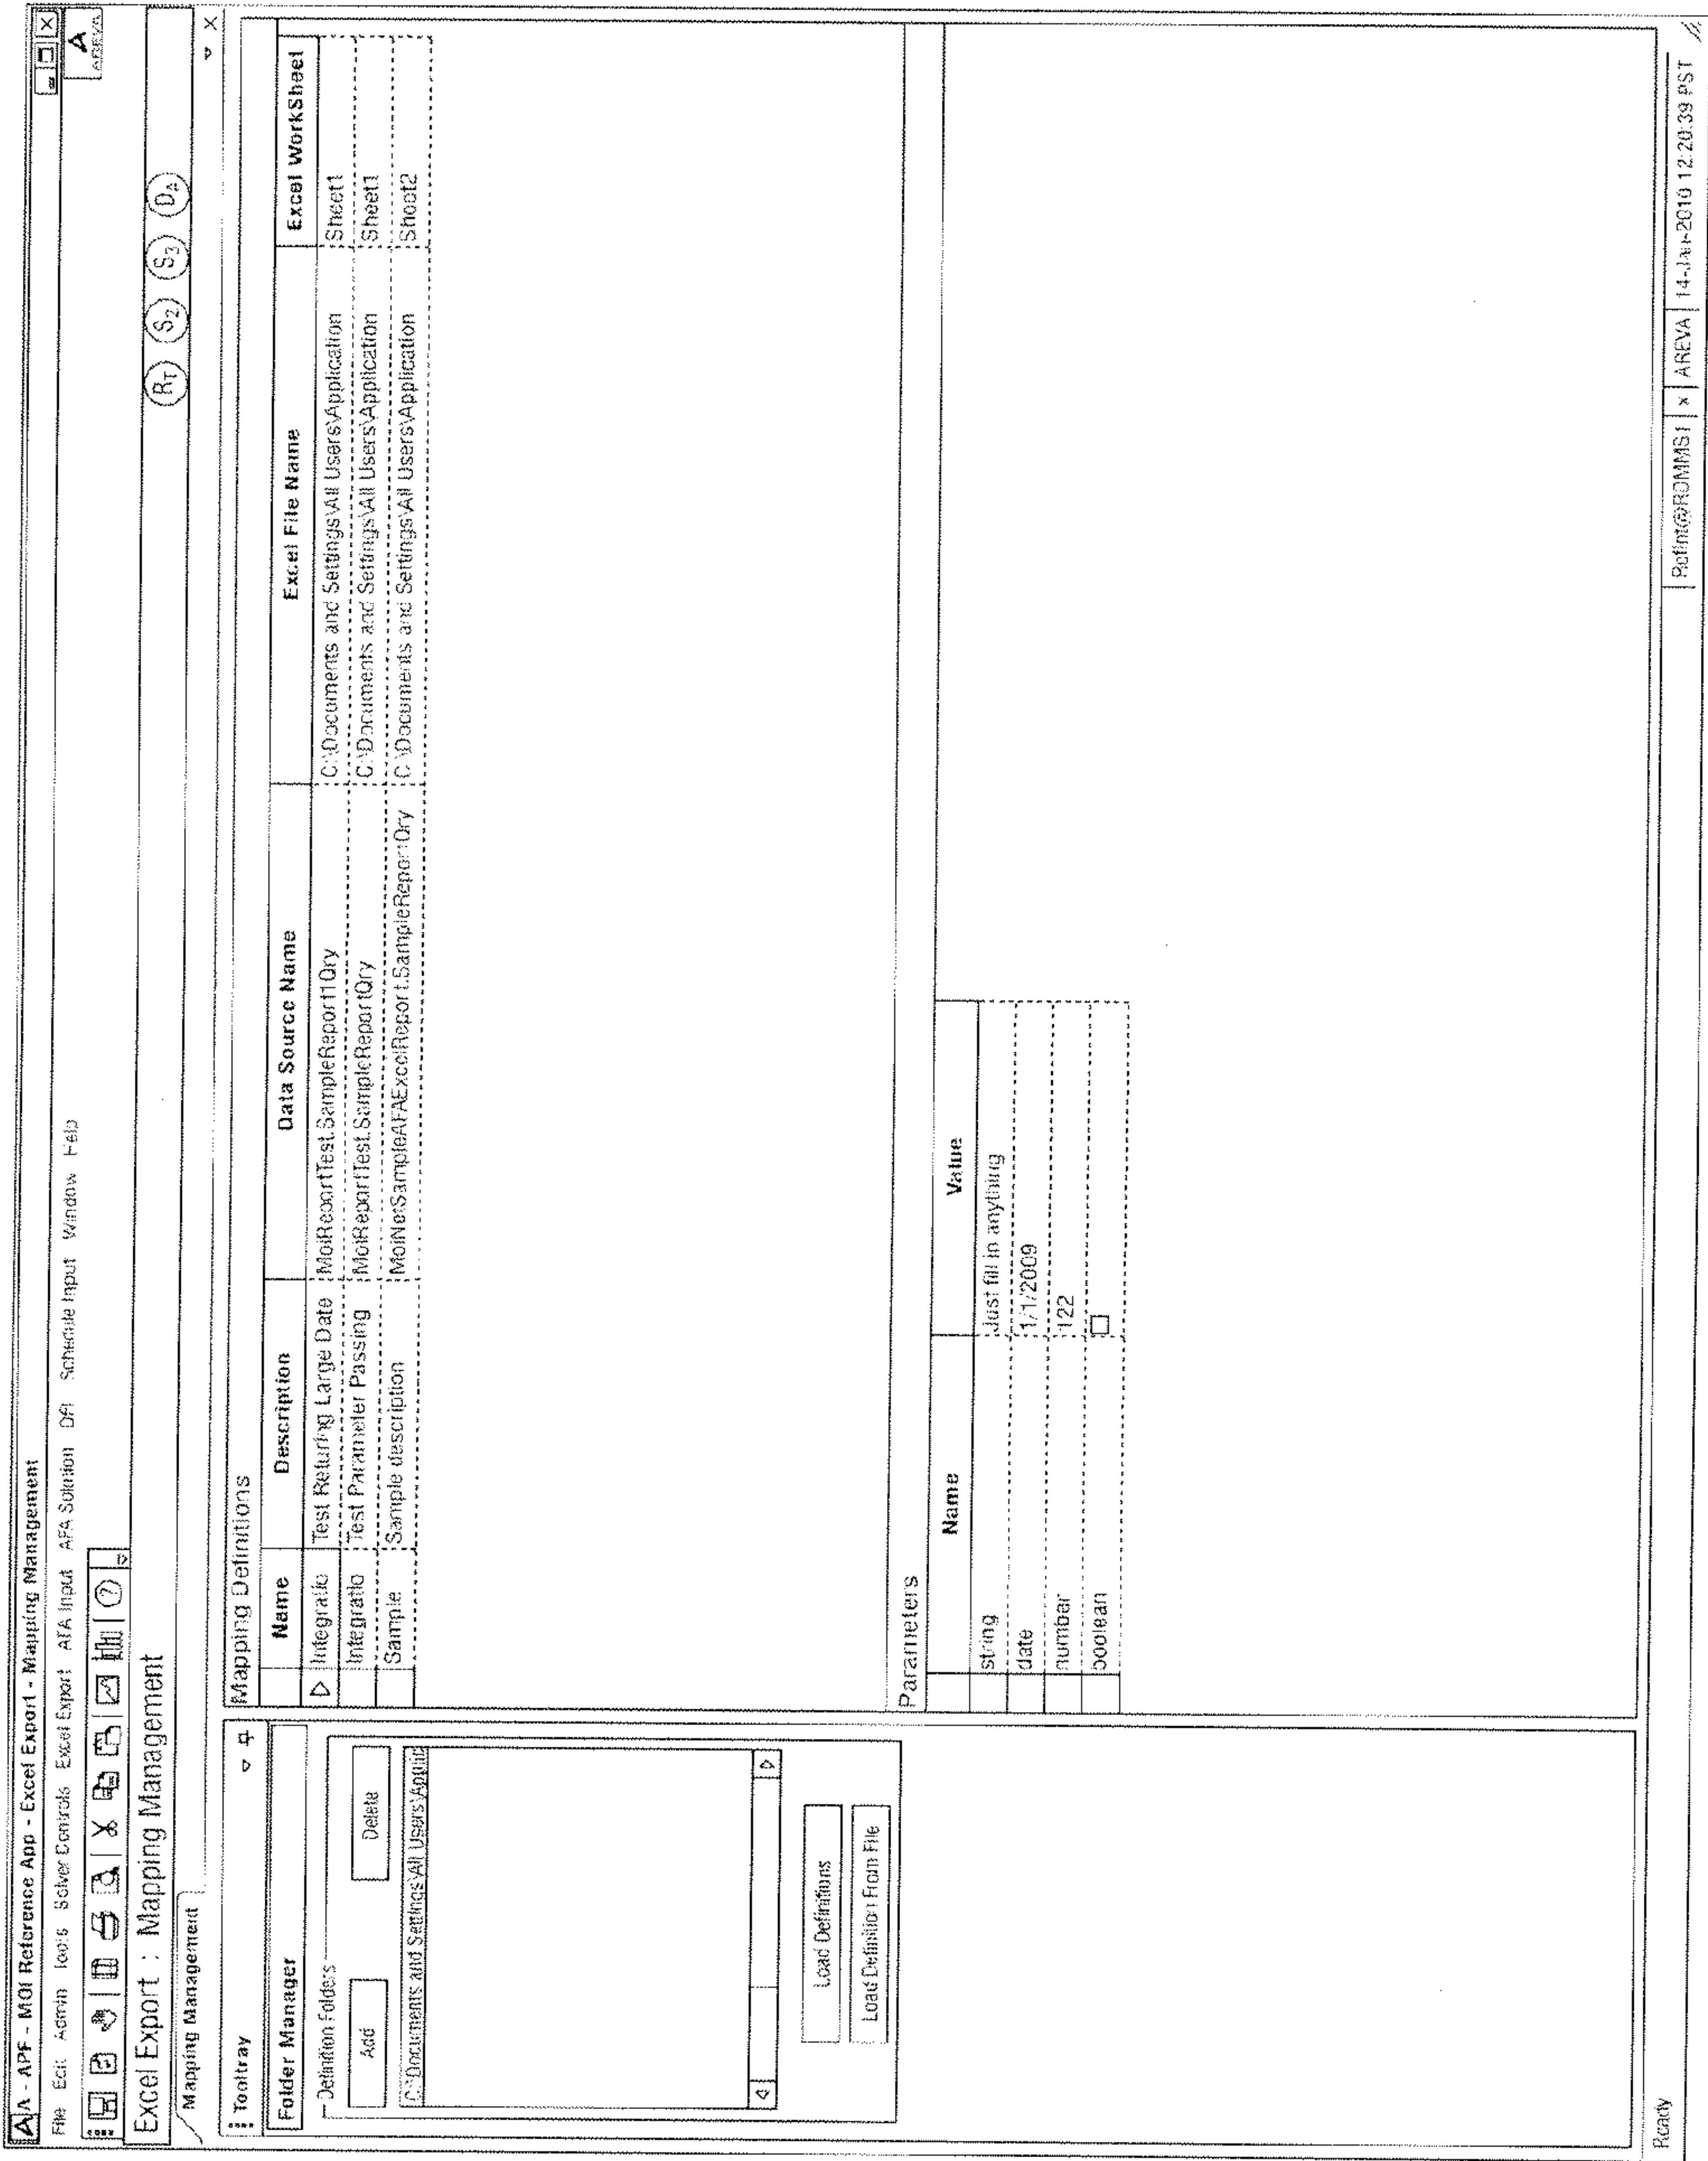 A - APF - MOI Reference App - Excel Export - Mapping Management
A
AREVA
File Edit Admin Tools Solver Controls Excel Export AFA Input AFA Solution DA Schedule Input Window Help
Excel Export : Mapping Management
RT S2 S3 DA
Mapping Management
Tooltray
Folder Manager
Definition Folders
Add Delete
C:\Documents and Settings\All Users\Applic
Load Definitions
Load Definition From File
Mapping Definitions
Name Description Data Source Name Excel File Name Excel WorkSheet
Integratio Test Returing Large Date MoiReportTest.SampleReport1Qry C:\Documents and Settings\All Users\Application Sheet1
Integratio Test Parameter Passing MoiReportTest.SampleReportQry C:\Documents and Settings\All Users\Application Sheet1
Sample Sample description MoiNetSampleAFAExcelReport.SampleReportQry C:\Documents and Settings\All Users\Application Sheet2
Parameters
Name Value
string Just fill in anything
date 1/1/2009
number 122
boolean
Ready
AREVA 14-Jan-2010 12:20:39 PST